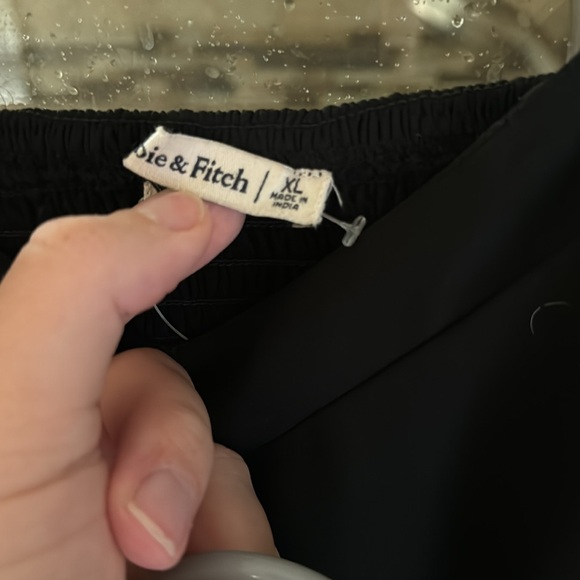 bie & Fitch | XL
MADE IN
INDIA